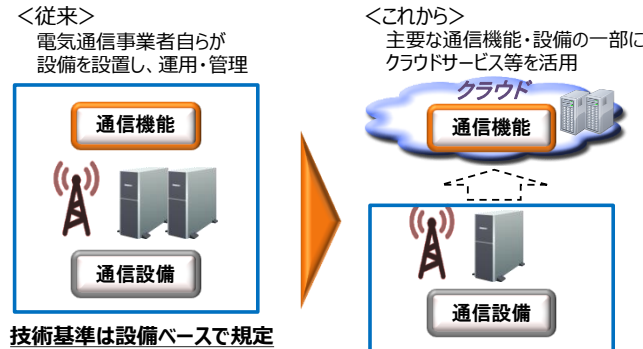 ＜従来＞
電気通信事業者自らが
設備を設置し、運用・管理
通信機能
通信設備
技術基準は設備ベースで規定
＜これから＞
主要な通信機能・設備の一部に
クラウドサービス等を活用
クラウド
通信機能
通信設備